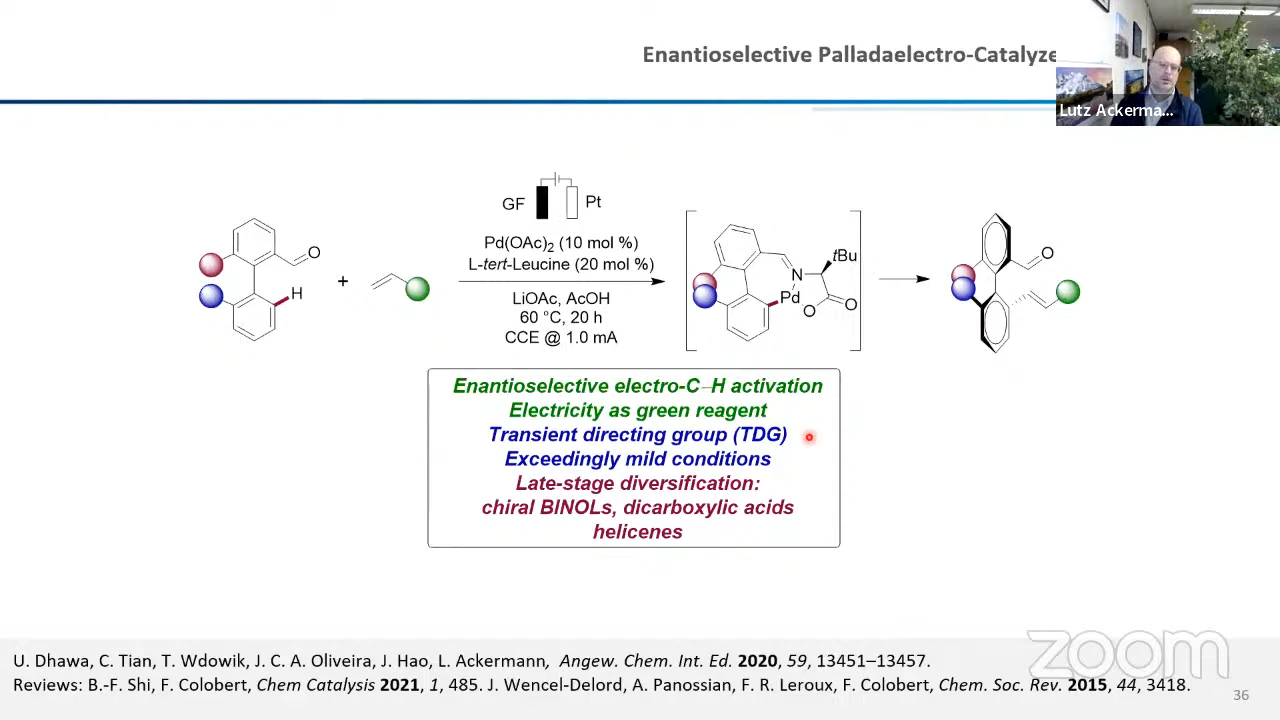 Enantioselective Palladaelectro-Catalyze
Lutz Ackerma...
GF
Pt
Pd(OAc)2 (10 mol %)
L-tert-Leucine (20 mol %)
LiOAc, AcOH
60 °C, 20 h
CCE @ 1.0 mA
O
H
+
tBu
N
Pd
O
O
O
Enantioselective electro-C–H activation
Electricity as green reagent
Transient directing group (TDG)
Exceedingly mild conditions
Late-stage diversification:
chiral BINOLs, dicarboxylic acids
helicenes
zoom
U. Dhawa, C. Tian, T. Wdowik, J. C. A. Oliveira, J. Hao, L. Ackermann, Angew. Chem. Int. Ed. 2020, 59, 13451–13457.
Reviews: B.-F. Shi, F. Colobert, Chem Catalysis 2021, 1, 485. J. Wencel-Delord, A. Panossian, F. R. Leroux, F. Colobert, Chem. Soc. Rev. 2015, 44, 3418.
36